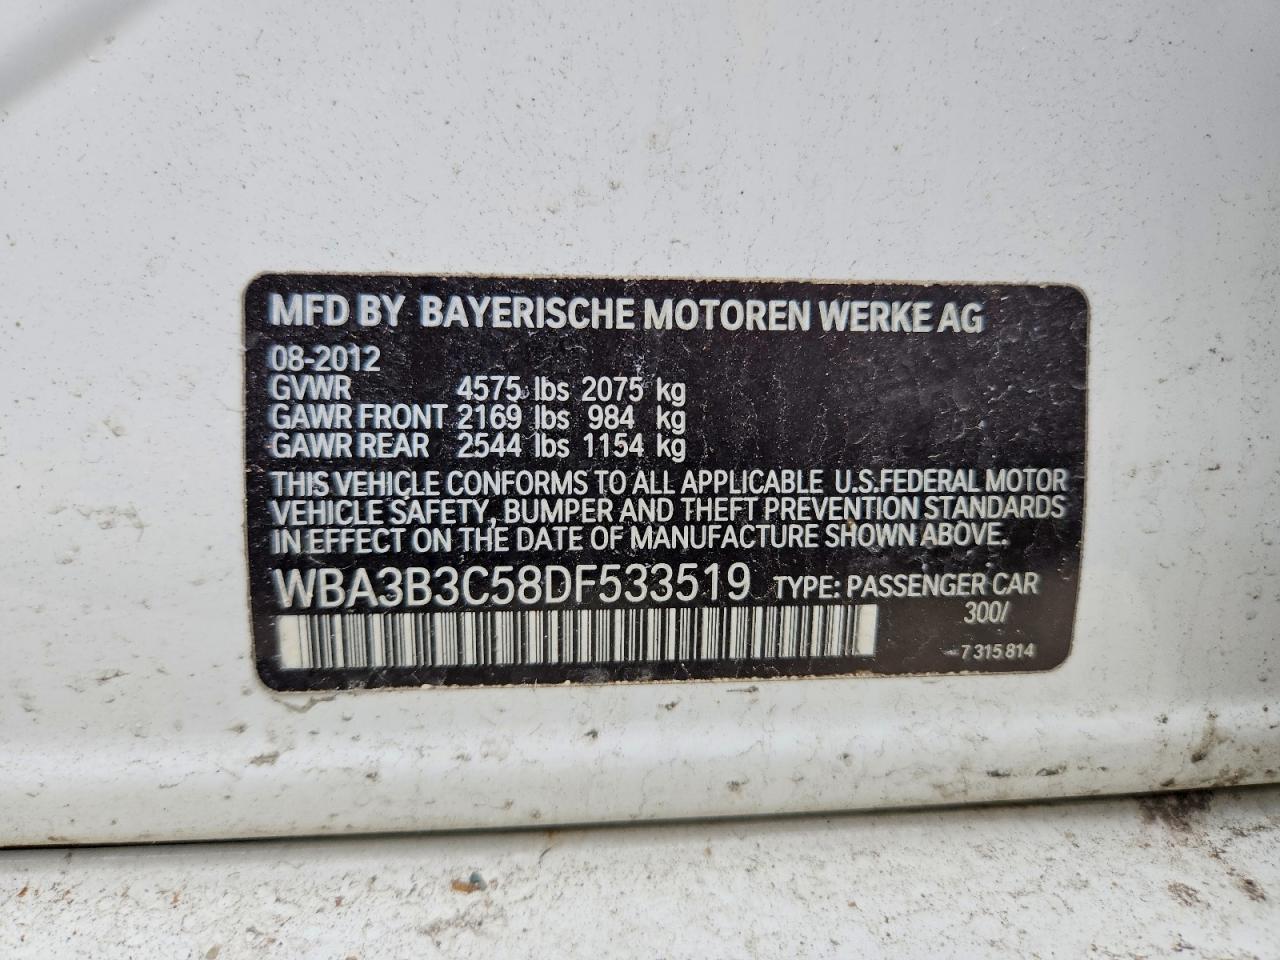 MFD BY BAYERISCHE MOTOREN WERKE AG
08-2012
GVWR 4575 lbs 2075 kg
GAWR FRONT 2169 lbs 984 kg
GAWR REAR 2544 lbs 1154 kg
THIS VEHICLE CONFORMS TO ALL APPLICABLE U.S.FEDERAL MOTOR
VEHICLE SAFETY, BUMPER AND THEFT PREVENTION STANDARDS
IN EFFECT ON THE DATE OF MANUFACTURE SHOWN ABOVE.
WBA3B3C58DF533519 TYPE: PASSENGER CAR
300/
7 315 814